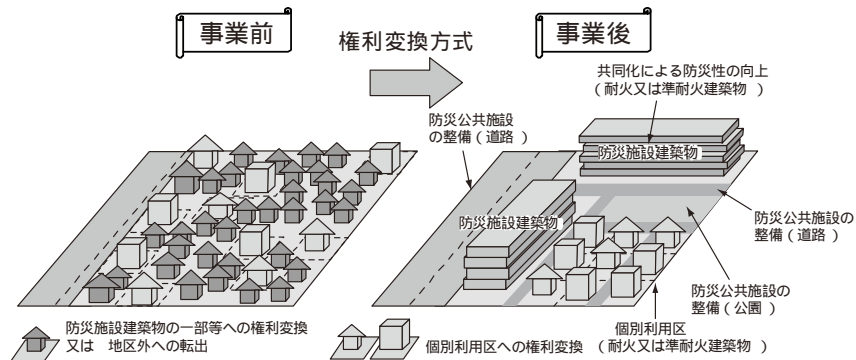 事業前
権利変換方式
事業後
共同化による防災性の向上
(耐火又は準耐火建築物 )
防災公共施設
の整備(道路)
防災施設建築物
防災施設建築物
防災公共施設の
整備(道路)
防災公共施設の
整備(公園)
個別利用区
(耐火又は準耐火建築物 )
防災施設建築物の一部等への権利変換
又は 地区外への転出
個別利用区への権利変換